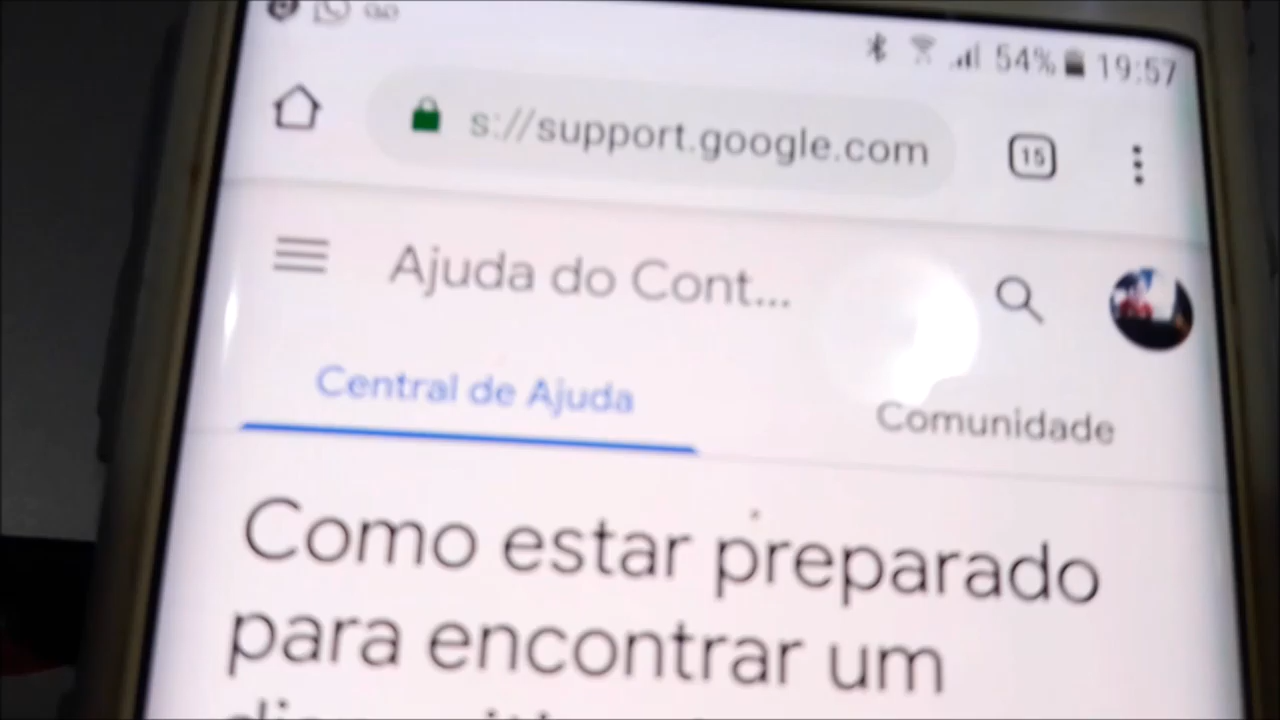 54% 19:57
s://support.google.com 15
Ajuda do Cont...
Central de Ajuda Comunidade
Como estar preparado
para encontrar um